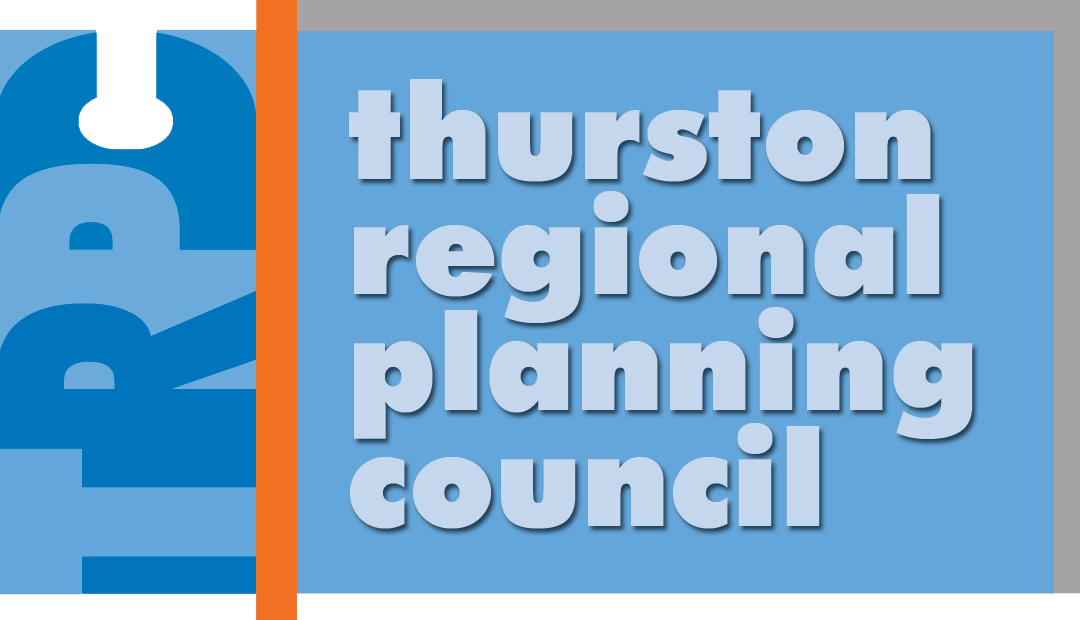 TRPC
thurston
regional
planning
council